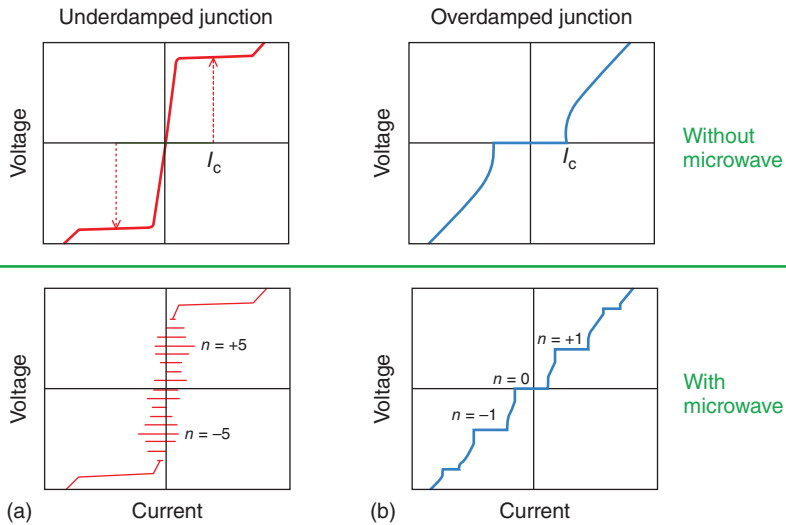 Underdamped junction
Overdamped junction
Voltage
I_c
Voltage
I_c
Without
microwave
Voltage
n = +5
n = −5
Voltage
n = +1
n = 0
n = −1
With
microwave
(a)
Current
(b)
Current